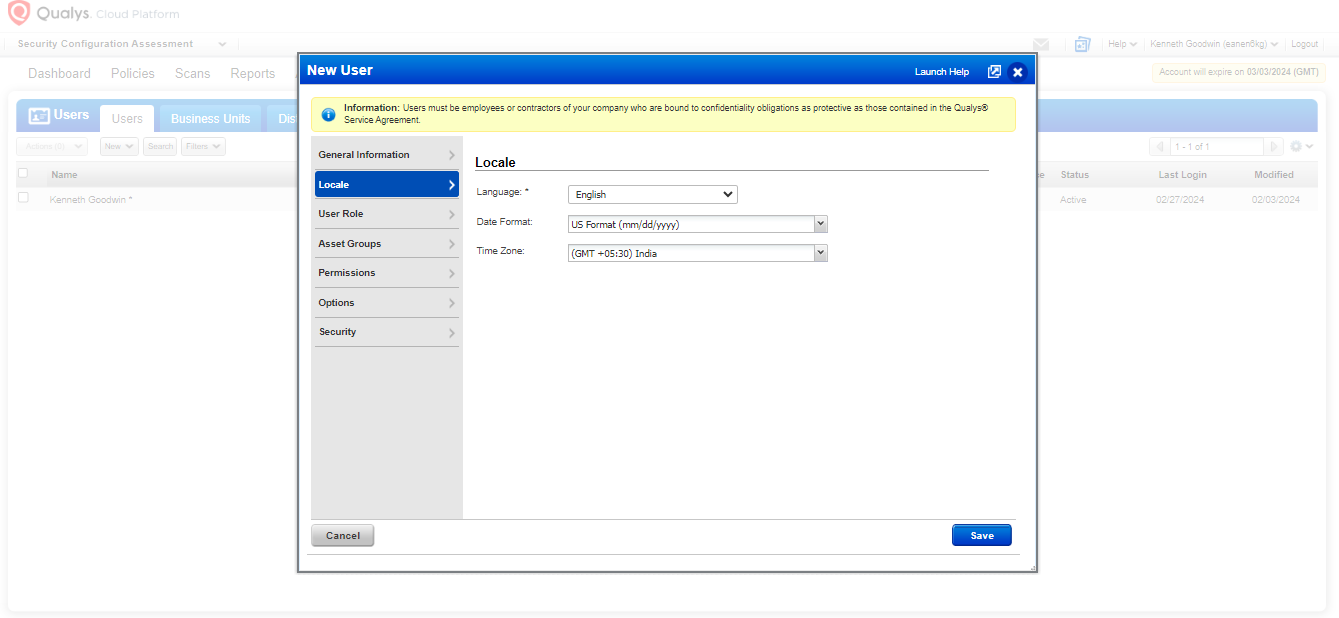 Qualys. Cloud Platform
Security Configuration Assessment
Help
Kenneth Goodwin (eanen6kg)
Logout
Dashboard Policies Scans Reports
Account will expire on 03/03/2024 (GMT)
New User
Launch Help
Information: Users must be employees or contractors of your company who are bound to confidentiality obligations as protective as those contained in the Qualys®
Service Agreement.
Users
Users
Business Units
Actions (0)
New
Search
Filters
1 - 1 of 1
Name
Status
Last Login
Modified
Kenneth Goodwin *
Active
02/27/2024
02/03/2024
General Information
Locale
User Role
Asset Groups
Permissions
Options
Security
Locale
Language: * English
Date Format: US Format (mm/dd/yyyy)
Time Zone: (GMT +05:30) India
Cancel
Save